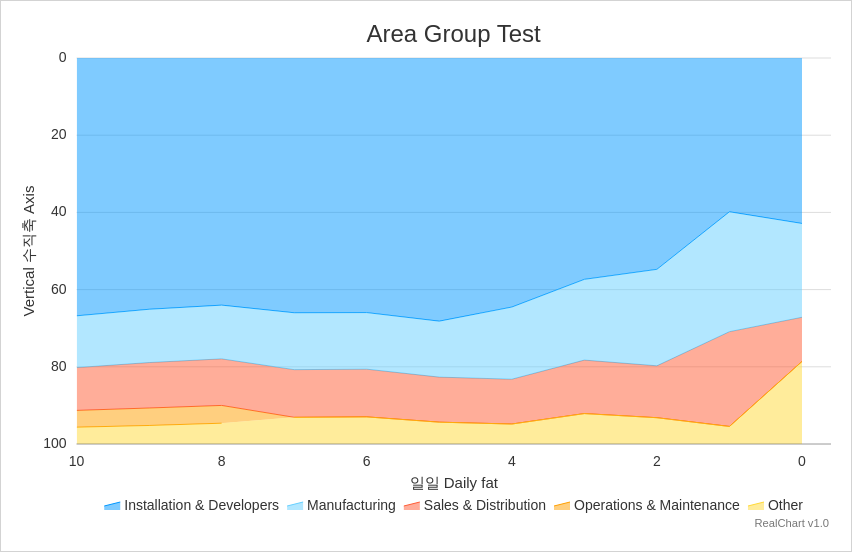 Area Group Test
0
20
40
60
80
100
Vertical 수직축 Axis
10 8 6 4 2 0
일일 Daily fat
Installation & Developers Manufacturing Sales & Distribution Operations & Maintenance Other
RealChart v1.0